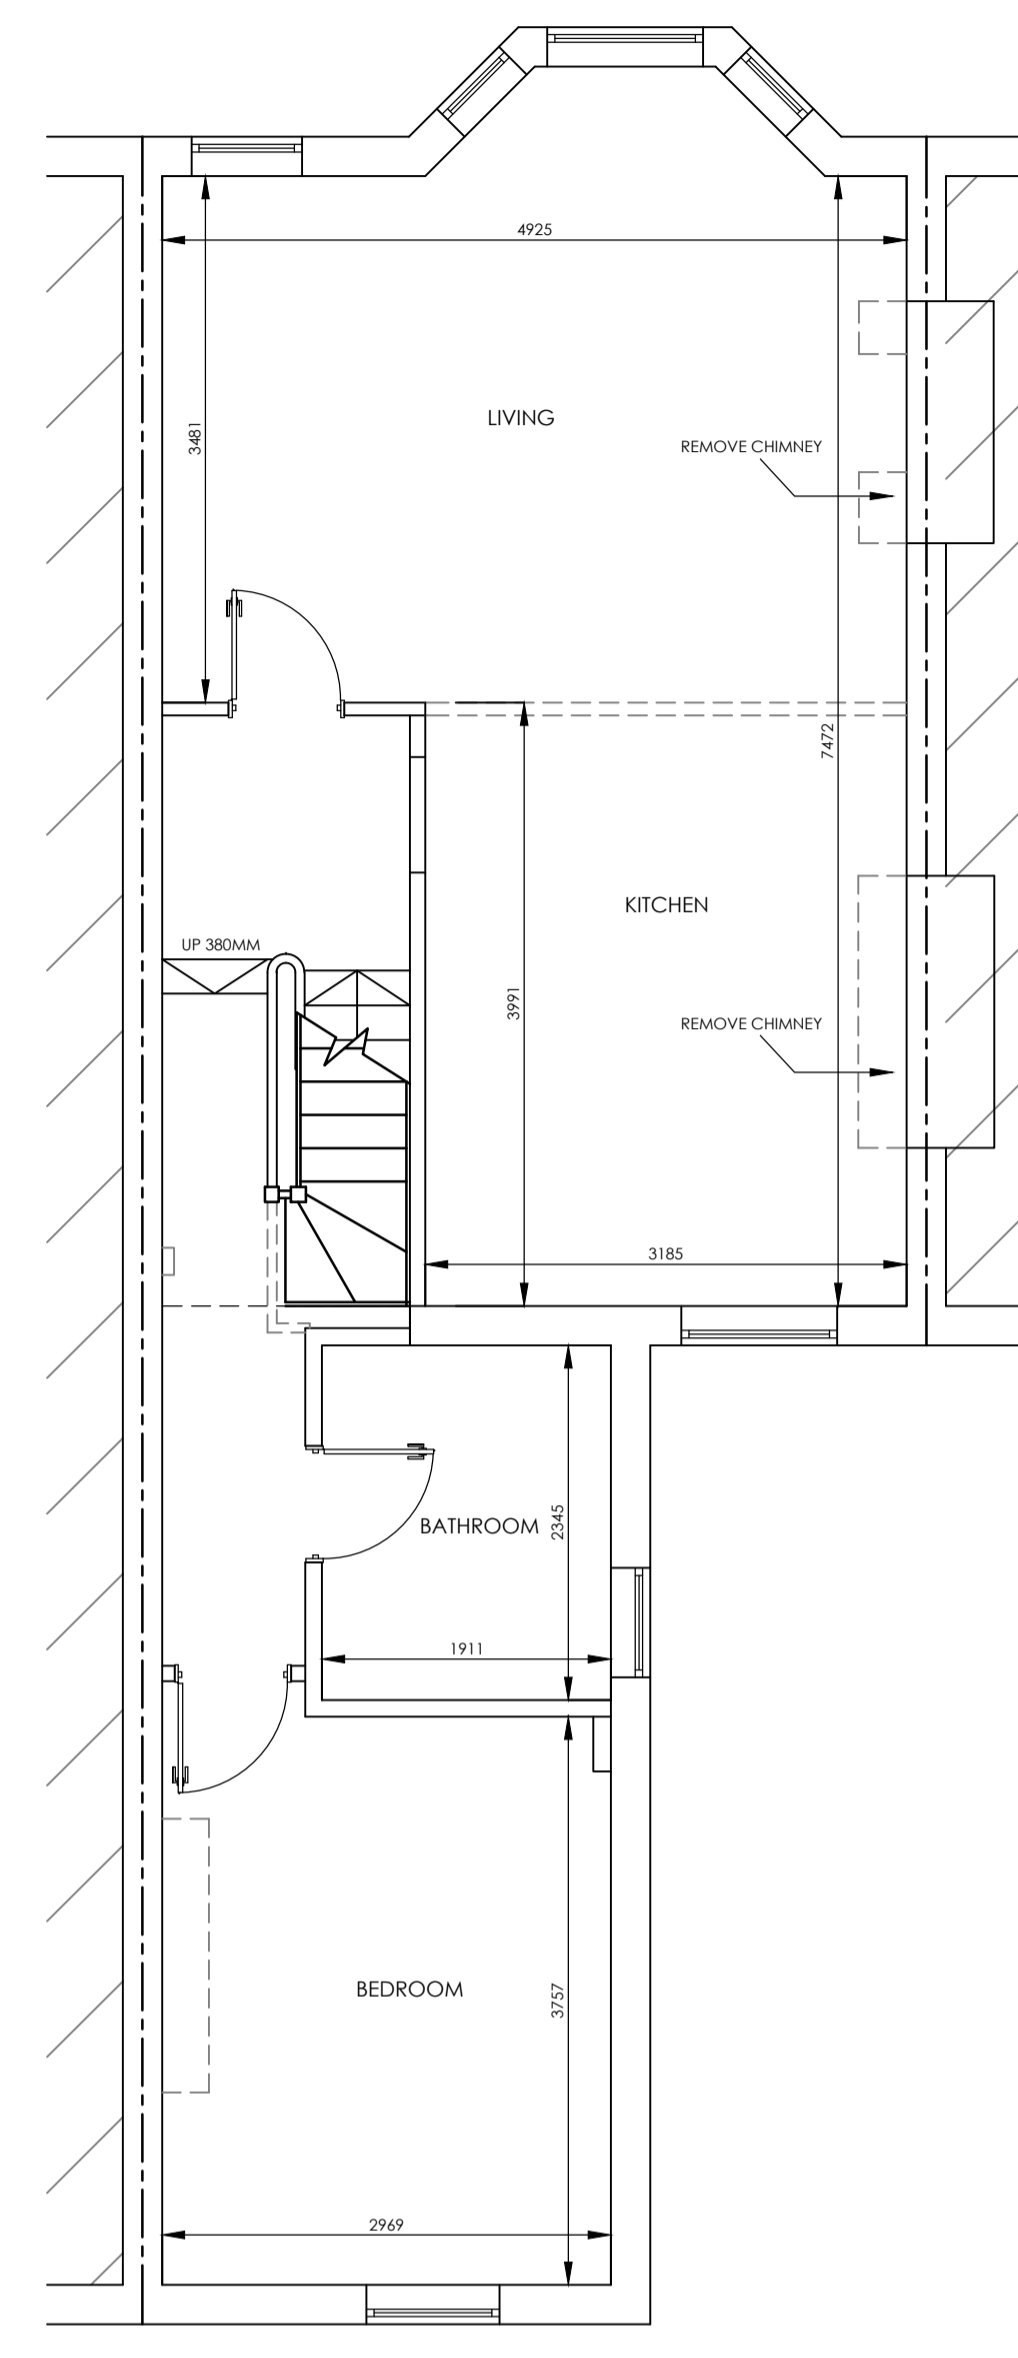 4925
LIVING
3481
REMOVE CHIMNEY
7472
KITCHEN
UP 380MM
3991
REMOVE CHIMNEY
3185
BATHROOM
2345
1911
BEDROOM
3757
2969